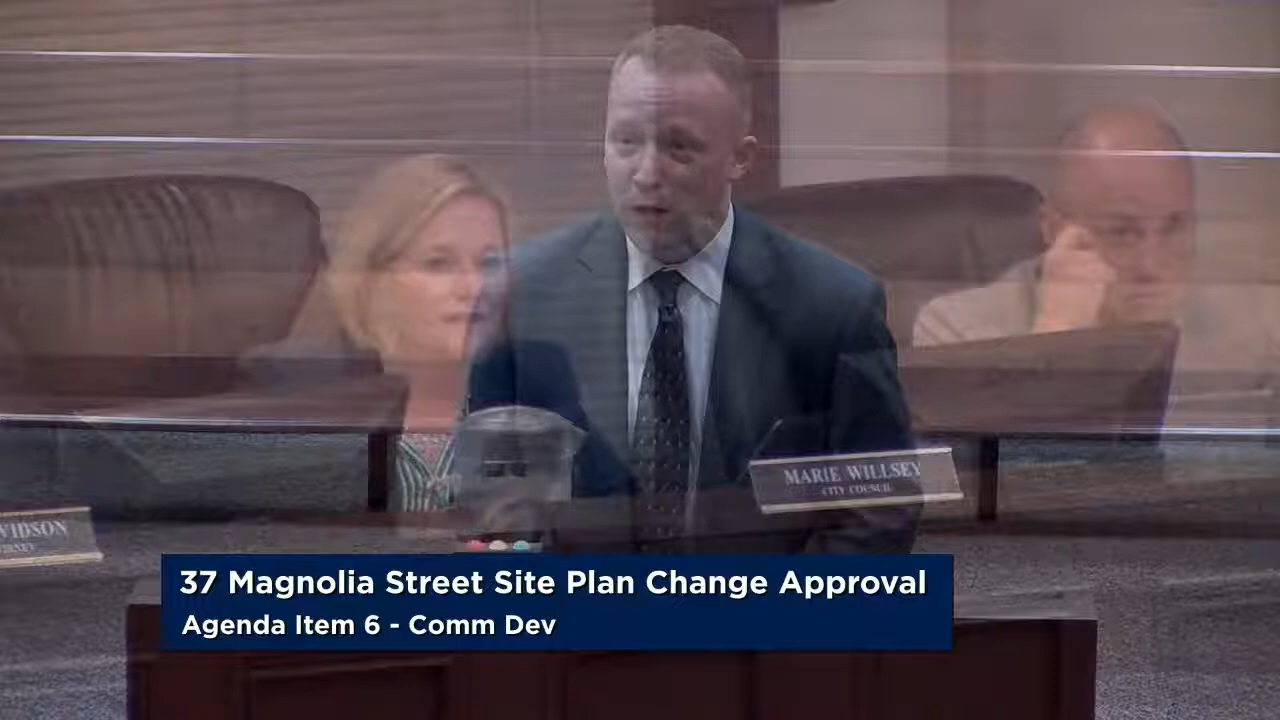 MARIE WILLSEY
CITY COUNCIL
VIDSON
37 Magnolia Street Site Plan Change Approval
Agenda Item 6 - Comm Dev